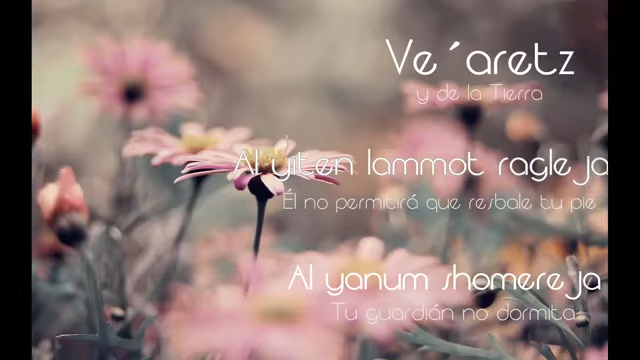 Ve´aretz
y de la Tierra
Al yiten lammot ragle ja
Él no permitirá que resbale tu pie.
Al yanum shomere ja
Tu guardián no dormita.